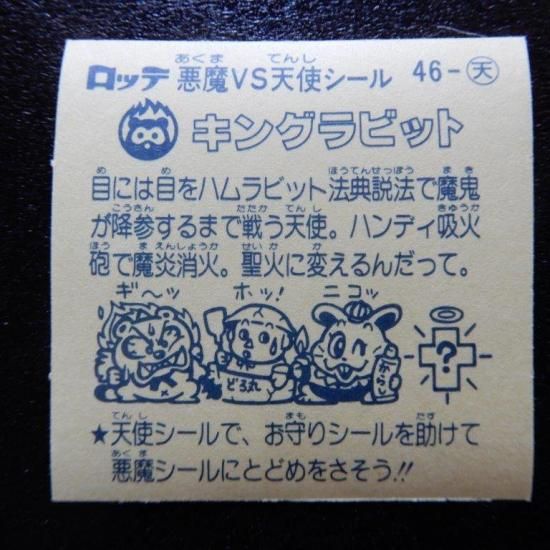 ロッテ 悪魔VS天使シール 46-天
キングラビット
目には目をハムラビット法典説法で魔鬼
が降参するまで戦う天使。ハンディ吸火
砲で魔炎消火。聖火に変えるんだって。
ギ〜ッ ホッ! ニコッ
どろ丸 からし ?
★天使シールで、お守りシールを助けて
悪魔シールにとどめをさそう!!